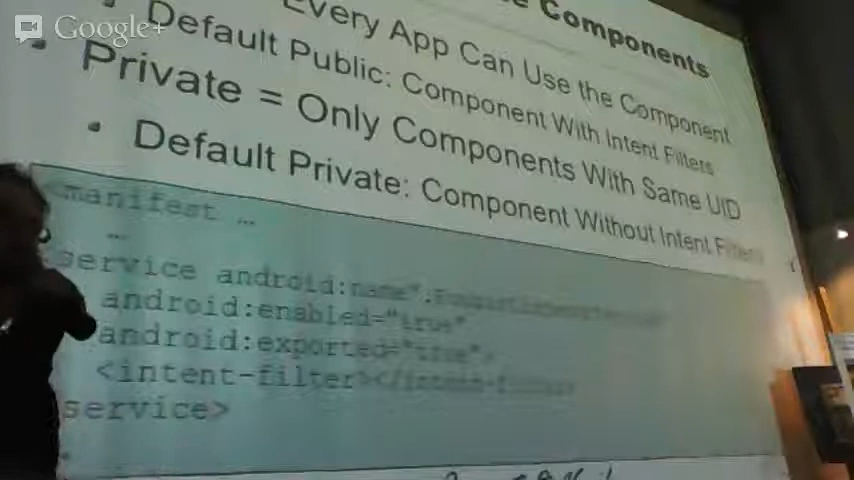 Google+
Components
Every App Can Use the Component
Default Public: Component With Intent Filters
Private = Only Components With Same UID
Default Private: Component Without Intent Filters
<manifest …
…
service android:name
android:enabled="true"
android:exported="true">
<intent-filter></intent-filter>
service>